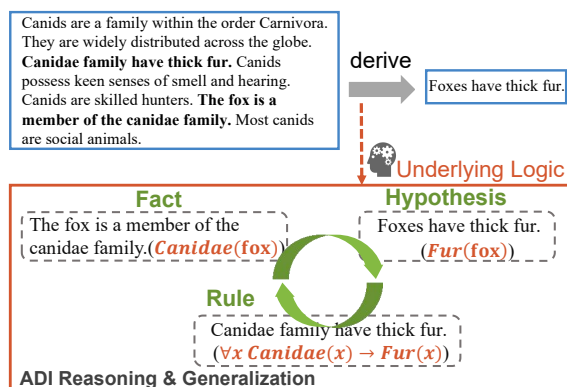 Canids are a family within the order Carnivora.
They are widely distributed across the globe.
Canidae family have thick fur. Canids
possess keen senses of smell and hearing.
Canids are skilled hunters. The fox is a
member of the canidae family. Most canids
are social animals.
derive
Foxes have thick fur.
Underlying Logic
Fact
The fox is a member of the
canidae family.(Canidae(fox))
Hypothesis
Foxes have thick fur.
(Fur(fox))
Rule
Canidae family have thick fur.
(∀x Canidae(x) → Fur(x))
ADI Reasoning & Generalization